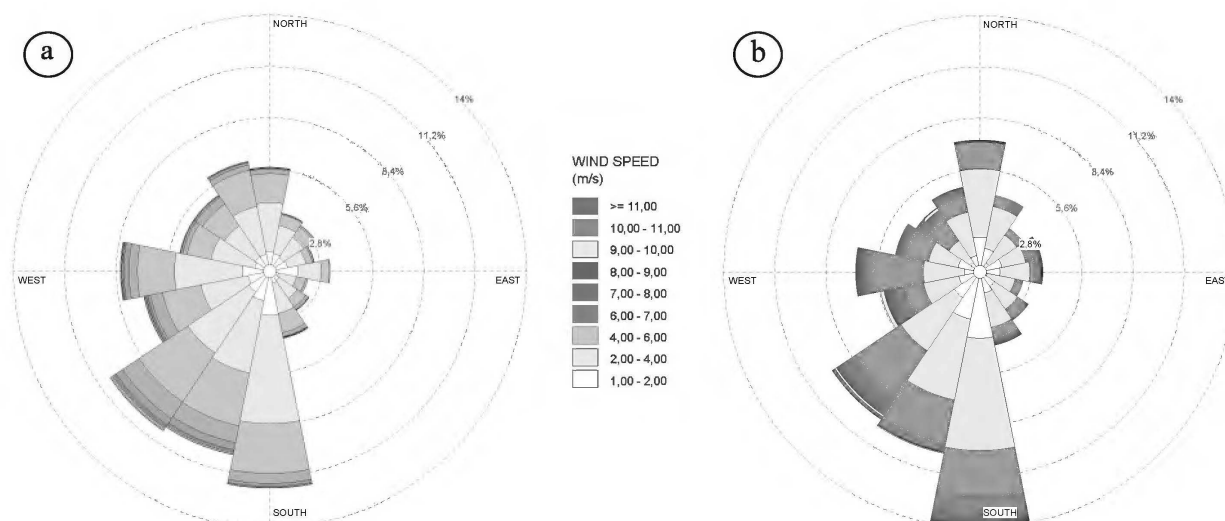 a
NORTH
14%
11,2%
8,4%
5,6%
2,8%
WEST
EAST
SOUTH
WIND SPEED
(m/s)
>= 11,00
10,00 - 11,00
9,00 - 10,00
8,00 - 9,00
7,00 - 8,00
6,00 - 7,00
4,00 - 6,00
2,00 - 4,00
1,00 - 2,00
b
NORTH
14%
11,2%
8,4%
5,6%
2,8%
WEST
EAST
SOUTH